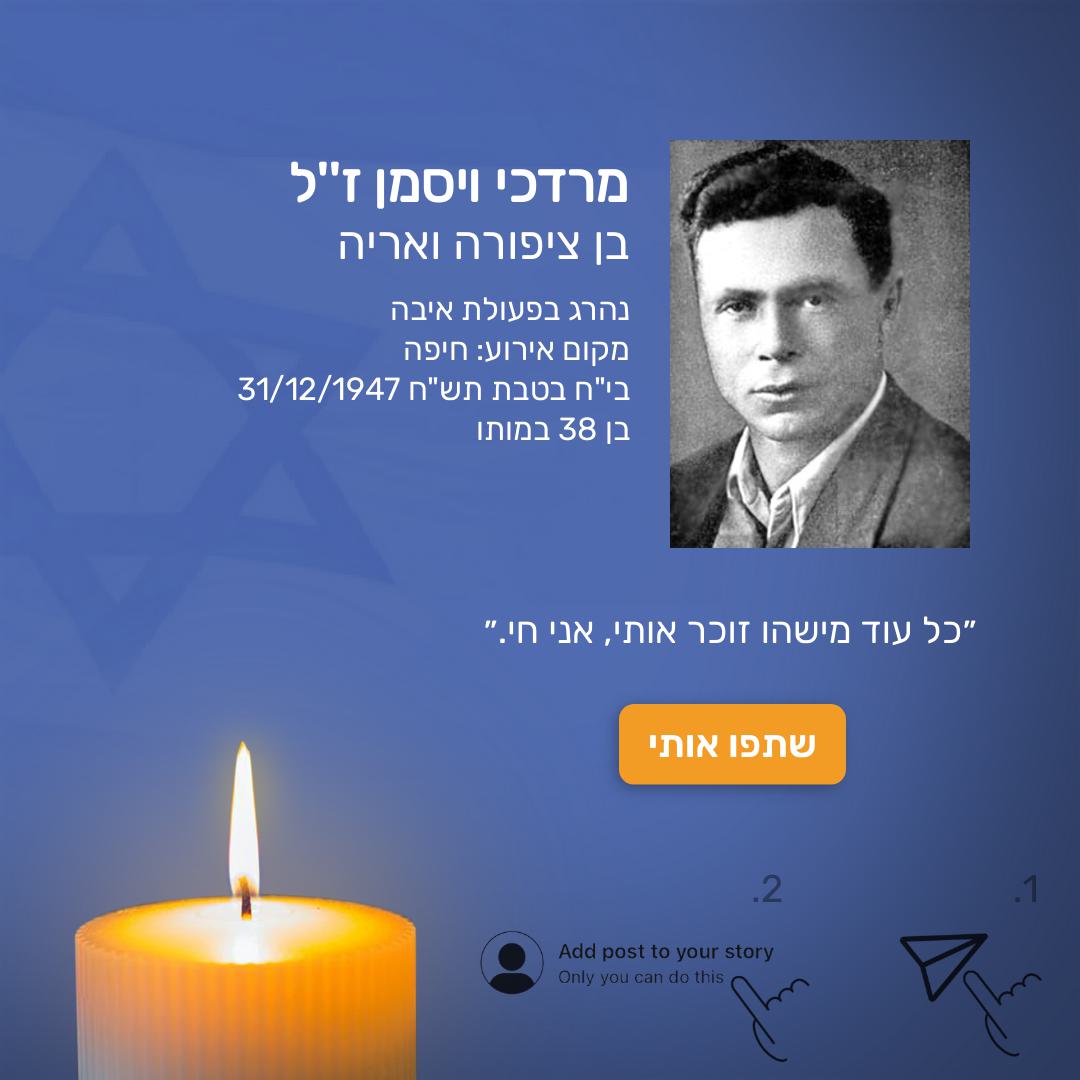 מרדכי ויסמן ז''ל
בן ציפורה ואריה
נהרג בפעולת איבה
מקום אירוע: חיפה
בי"ח בטבת תש"ח 31/12/1947
בן 38 במותו
״כל עוד מישהו זוכר אותי, אני חי.״
שתפו אותי
1.
2.
Add post to your story
Only you can do this